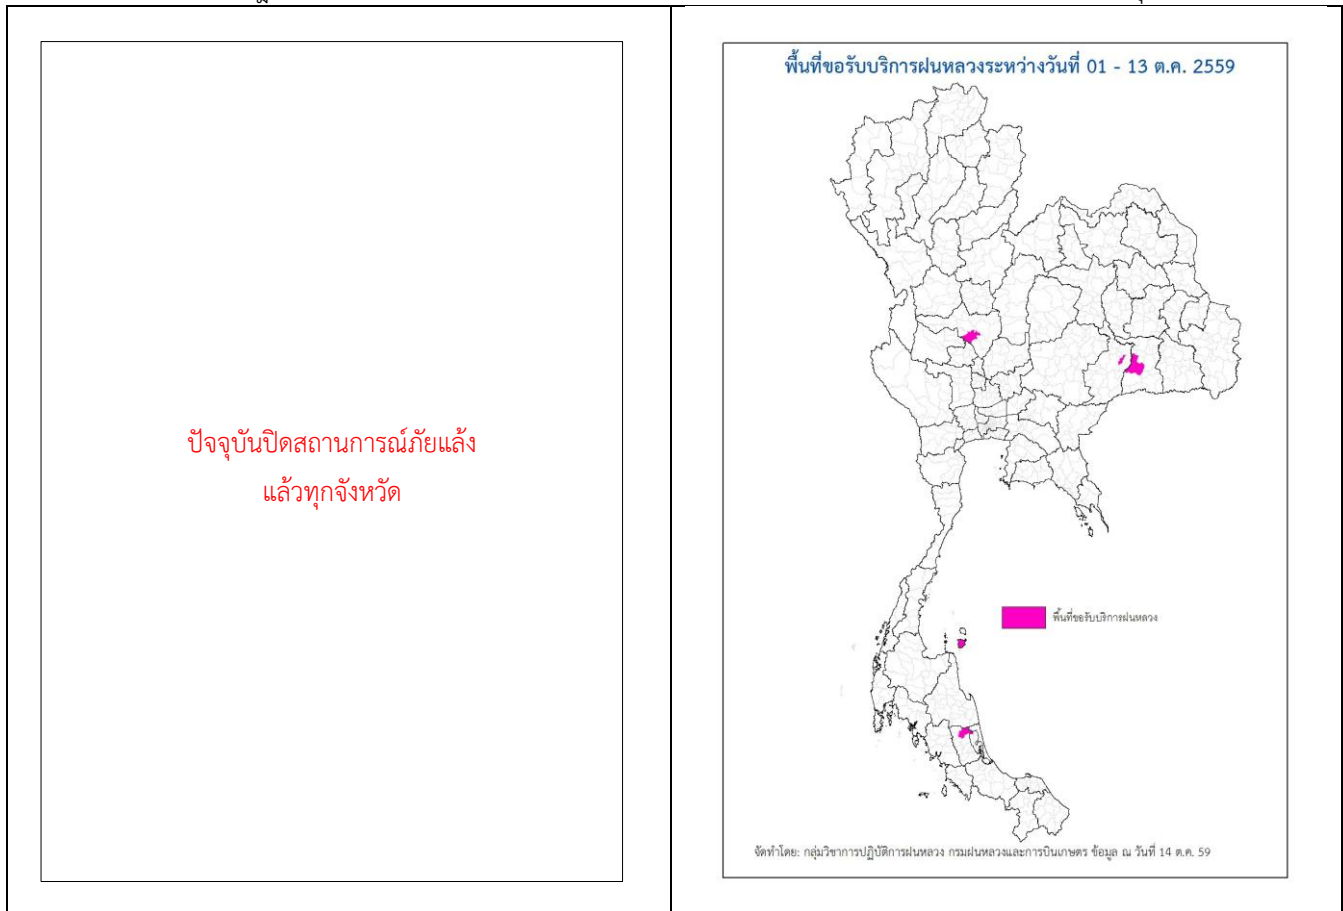 ปัจจุบันปิดสถานการณ์ภัยแล้ง
แล้วทุกจังหวัด
พื้นที่ขอรับบริการฝนหลวงระหว่างวันที่ 01 - 13 ต.ค. 2559
พื้นที่ขอรับบริการฝนหลวง
จัดทำโดย: กลุ่มวิชาการปฏิบัติการฝนหลวง กรมฝนหลวงและการบินเกษตร ข้อมูล ณ วันที่ 14 ต.ค. 59